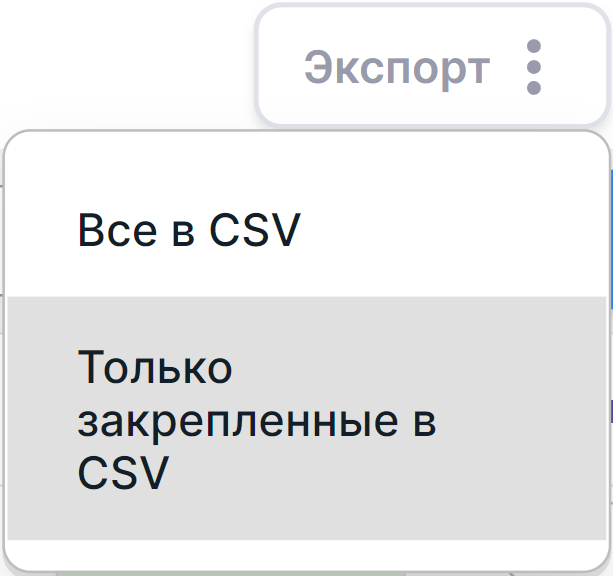 Экспорт
Все в CSV
Только
закрепленные в
CSV